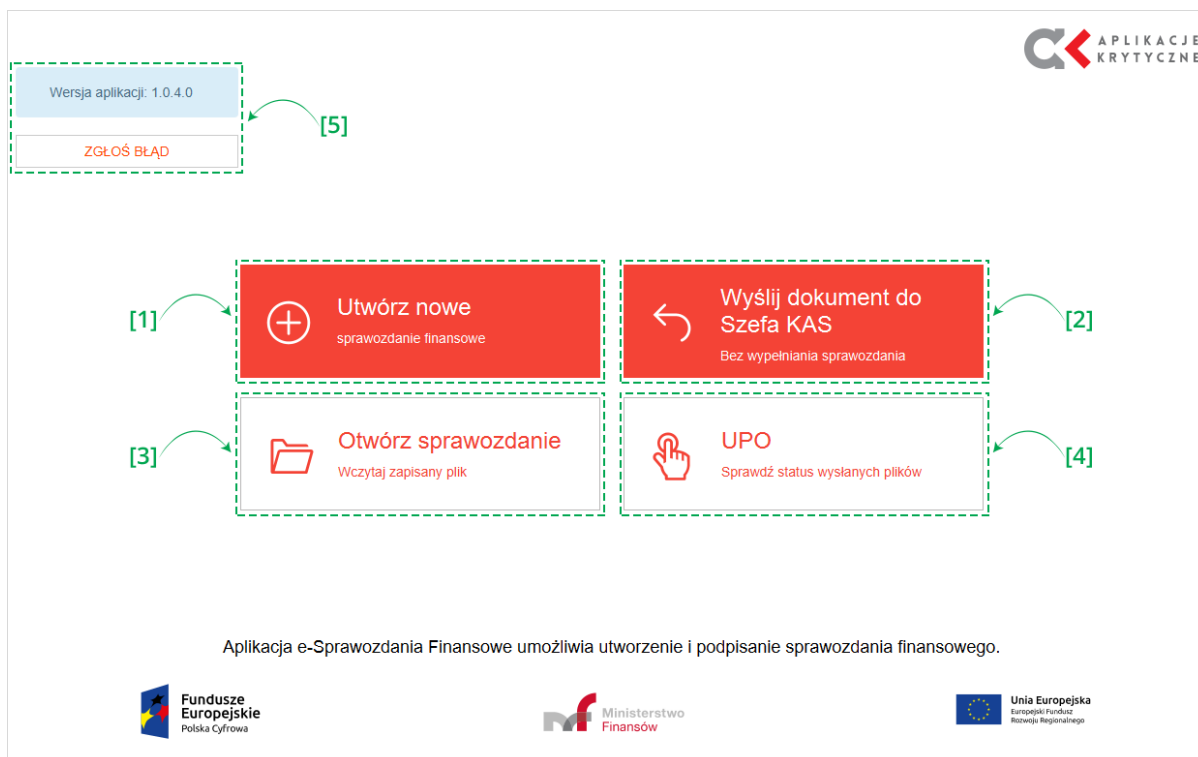 APLIKACJE
KRYTYCZNE
Wersja aplikacji: 1.0.4.0
[5]
ZGŁOŚ BŁĄD
[1]
Utwórz nowe
sprawozdanie finansowe
Wyślij dokument do
Szefa KAS
Bez wypełniania sprawozdania
[2]
[3]
Otwórz sprawozdanie
Wczytaj zapisany plik
UPO
Sprawdź status wysłanych plików
[4]
Aplikacja e-Sprawozdania Finansowe umożliwia utworzenie i podpisanie sprawozdania finansowego.
Fundusze
Europejskie
Polska Cyfrowa
mf
Ministerstwo
Finansów
Unia Europejska
Europejski Fundusz
Rozwoju Regionalnego